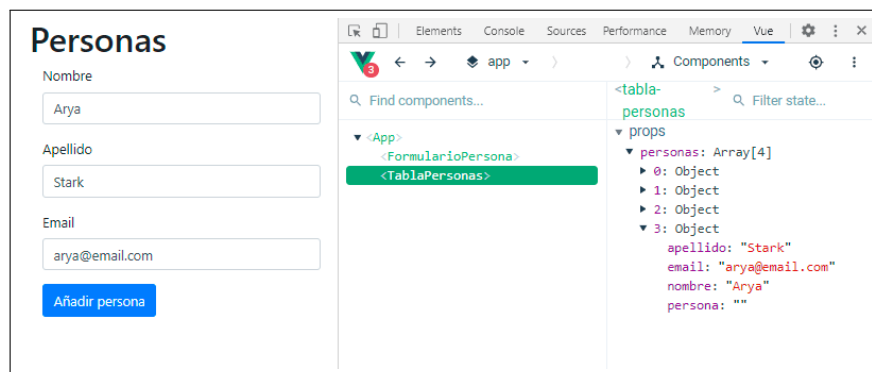 Personas
Nombre
Arya
Apellido
Stark
Email
arya@email.com
Añadir persona
Elements Console Sources Performance Memory Vue
3
app
Components
Find components...
<App>
<FormularioPersona>
<TablaPersonas>
<tabla-personas>
Filter state...
props
personas: Array[4]
0: Object
1: Object
2: Object
3: Object
apellido: "Stark"
email: "arya@email.com"
nombre: "Arya"
persona: ""